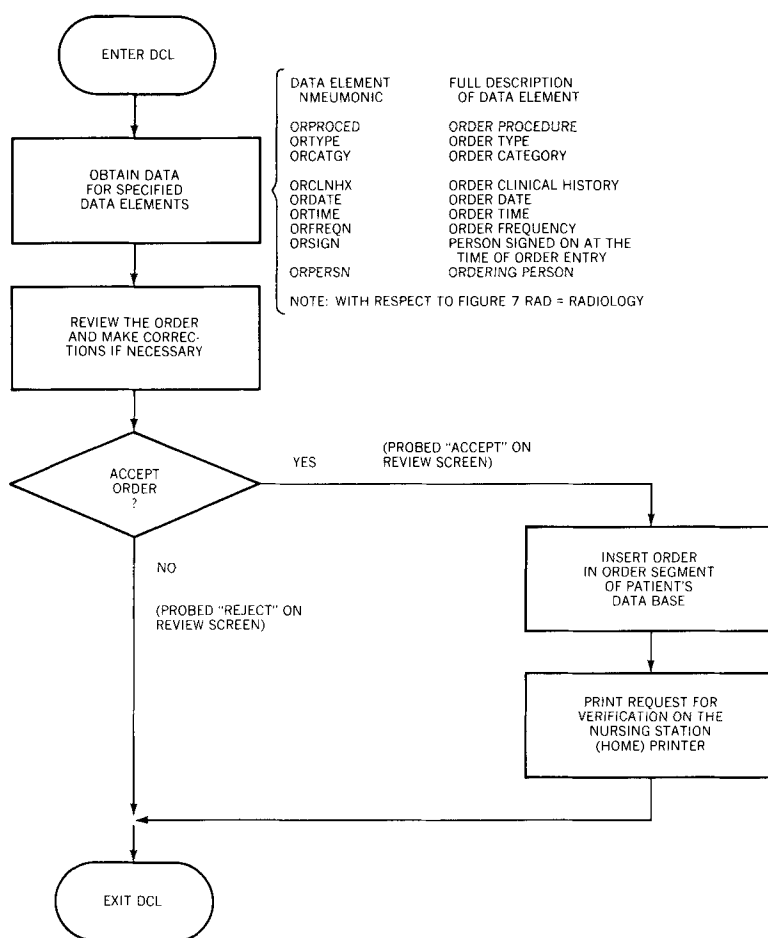 ENTER DCL
OBTAIN DATA
FOR SPECIFIED
DATA ELEMENTS
DATA ELEMENT FULL DESCRIPTION
NMEUMONIC OF DATA ELEMENT
ORPROCED ORDER PROCEDURE
ORTYPE ORDER TYPE
ORCATGY ORDER CATEGORY
ORCLNHX ORDER CLINICAL HISTORY
ORDATE ORDER DATE
ORTIME ORDER TIME
ORFREQN ORDER FREQUENCY
ORSIGN PERSON SIGNED ON AT THE
TIME OF ORDER ENTRY
ORPERSN ORDERING PERSON
NOTE: WITH RESPECT TO FIGURE 7 RAD = RADIOLOGY
REVIEW THE ORDER
AND MAKE CORREC-
TIONS IF NECESSARY
ACCEPT
ORDER
?
YES
(PROBED "ACCEPT" ON
REVIEW SCREEN)
NO
(PROBED "REJECT" ON
REVIEW SCREEN)
INSERT ORDER
IN ORDER SEGMENT
OF PATIENT'S
DATA BASE
PRINT REQUEST FOR
VERIFICATION ON THE
NURSING STATION
(HOME) PRINTER
EXIT DCL